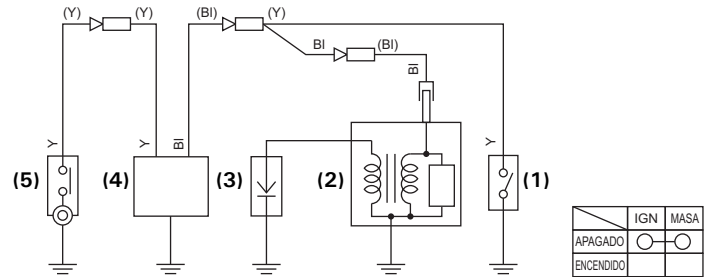 (Y) (Y) (Bl) (Y)
Bl (Bl)
Bl
Y Y Bl Y
(5) (4) (3) (2) (1)
IGN MASA
APAGADO
ENCENDIDO